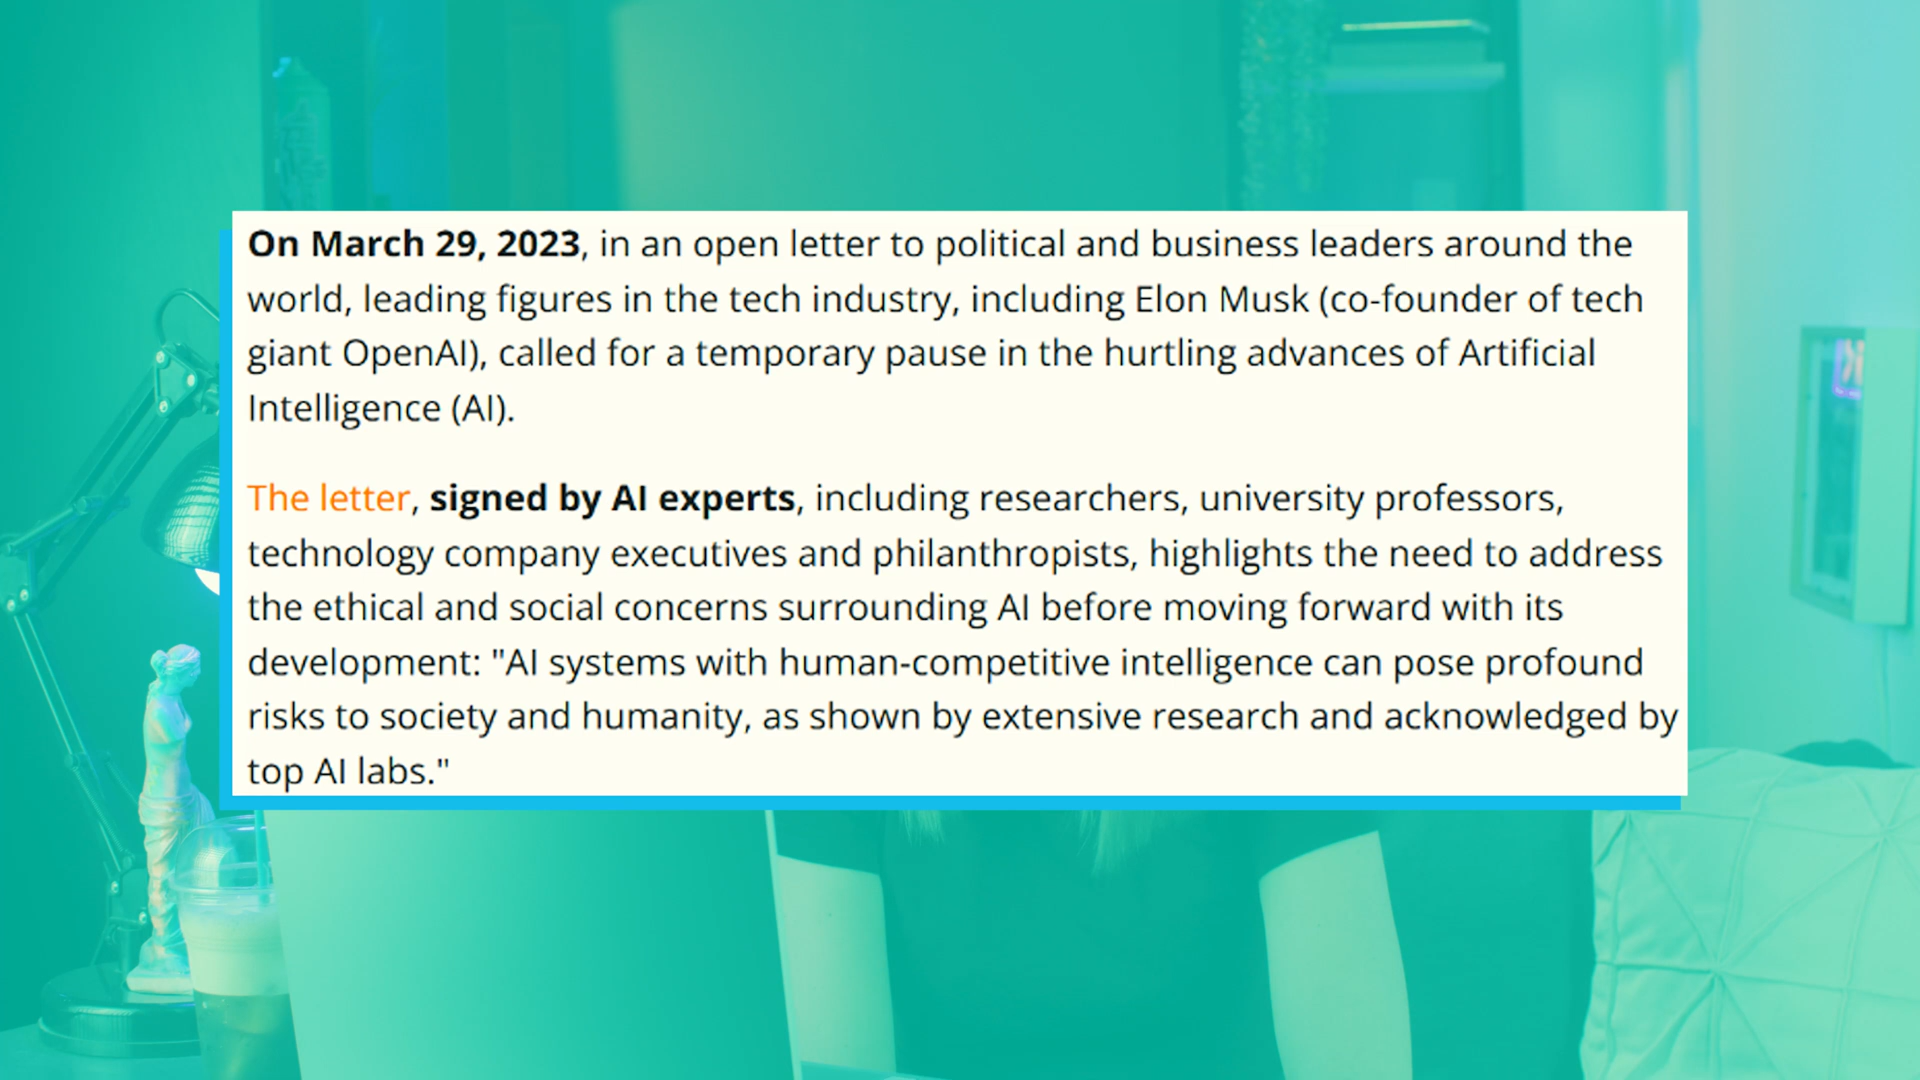 On March 29, 2023, in an open letter to political and business leaders around the
world, leading figures in the tech industry, including Elon Musk (co-founder of tech
giant OpenAI), called for a temporary pause in the hurtling advances of Artificial
Intelligence (AI).
The letter, signed by AI experts, including researchers, university professors,
technology company executives and philanthropists, highlights the need to address
the ethical and social concerns surrounding AI before moving forward with its
development: "AI systems with human-competitive intelligence can pose profound
risks to society and humanity, as shown by extensive research and acknowledged by
top AI labs."